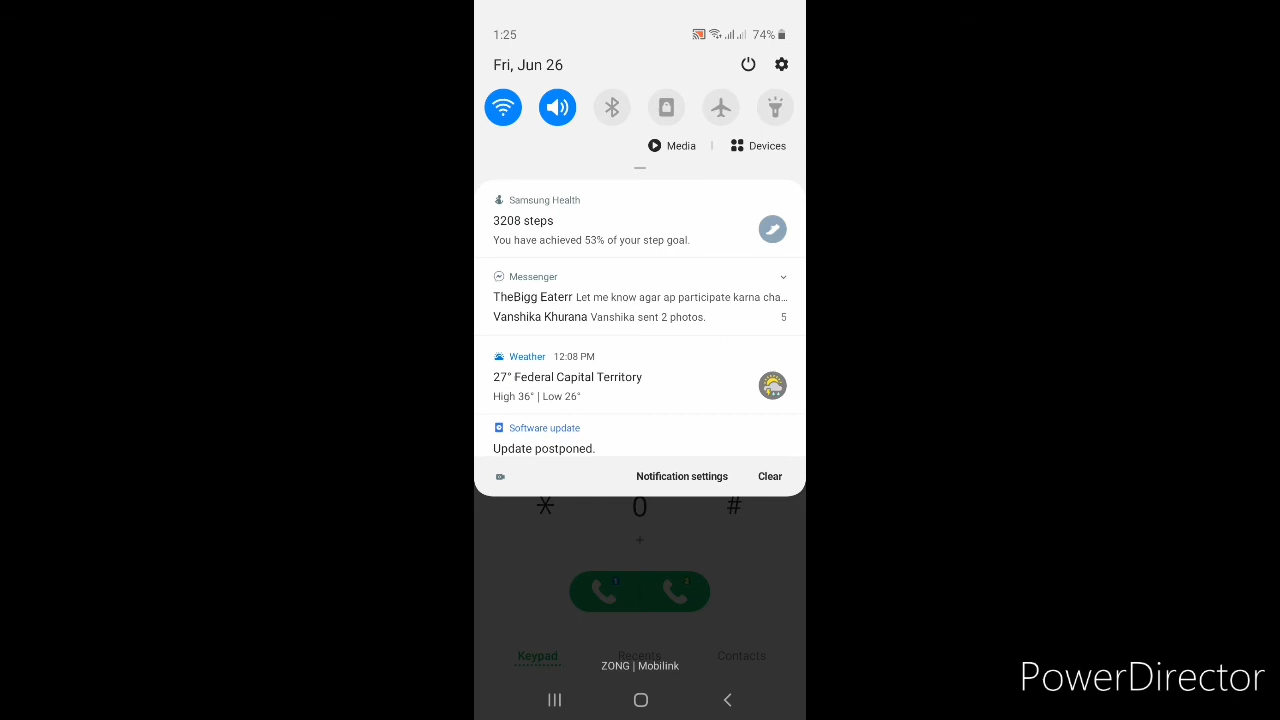 1:25
74%
Fri, Jun 26
Media | Devices
Samsung Health
3208 steps
You have achieved 53% of your step goal.
Messenger
TheBigg Eaterr Let me know agar ap participate karna cha...
Vanshika Khurana Vanshika sent 2 photos. 5
Weather 12:08 PM
27° Federal Capital Territory
High 36° | Low 26°
Software update
Update postponed.
Notification settings Clear
* 0 #
+
1 2
Keypad Recents Contacts
ZONG | Mobilink
PowerDirector